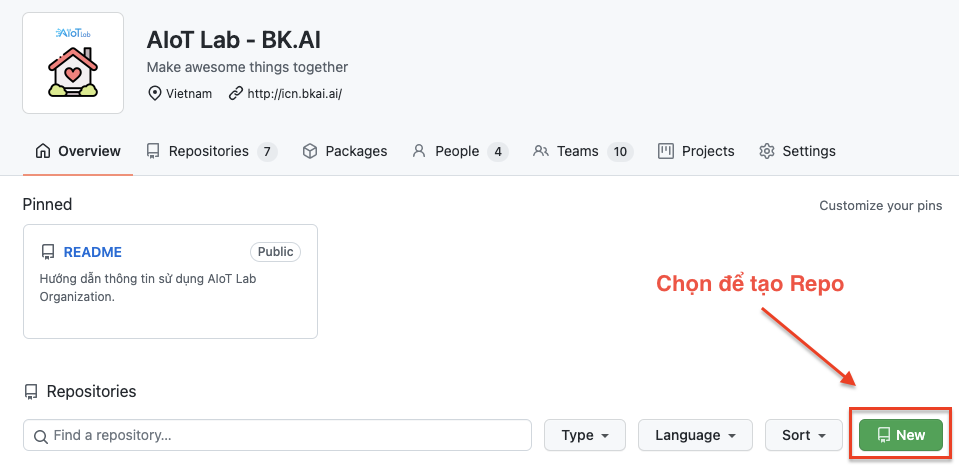 AIoT Lab
AIoT Lab - BK.AI
Make awesome things together
Vietnam http://icn.bkai.ai/
Overview Repositories 7 Packages People 4 Teams 10 Projects Settings
Pinned Customize your pins
README Public
Hướng dẫn thông tin sử dụng AIoT Lab
Organization.
Chọn để tạo Repo
Repositories
Find a repository... Type Language Sort New